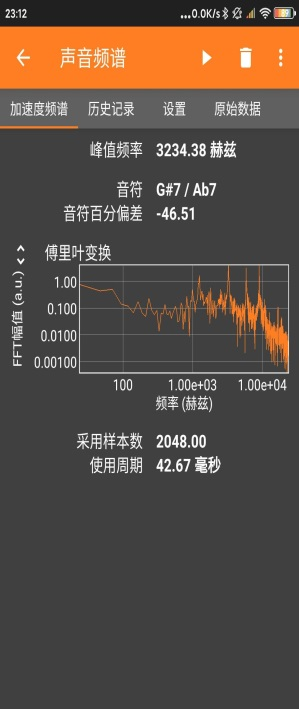 23:12
...0.0K/s
声音频谱
加速度频谱 历史记录 设置 原始数据
峰值频率 3234.38 赫兹
音符 G#7 / Ab7
音符百分偏差 -46.51
傅里叶变换
FFT幅值 (a.u.)
1.00
0.100
0.0100
0.00100
100 1.00e+03 1.00e+04
频率 (赫兹)
采用样本数 2048.00
使用周期 42.67 毫秒